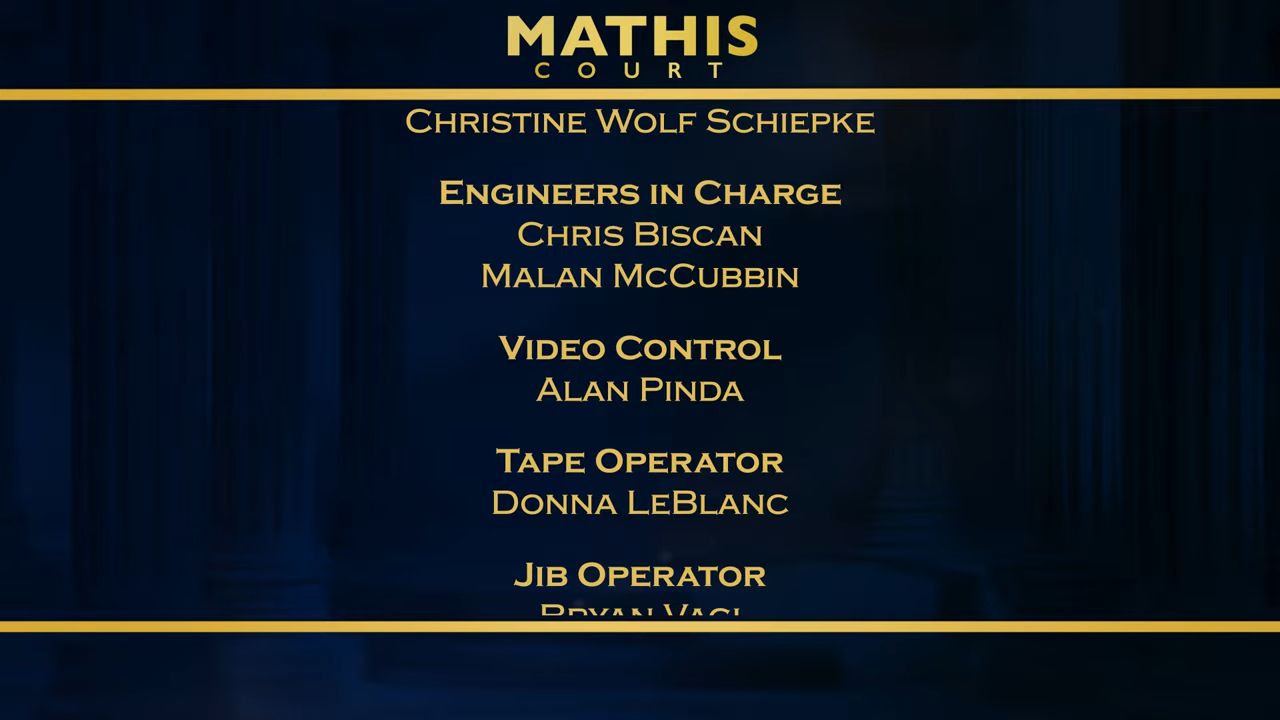 MATHIS
COURT
Christine Wolf Schiepke
Engineers in Charge
Chris Biscan
Malan McCubbin
Video Control
Alan Pinda
Tape Operator
Donna LeBlanc
Jib Operator
Bryan